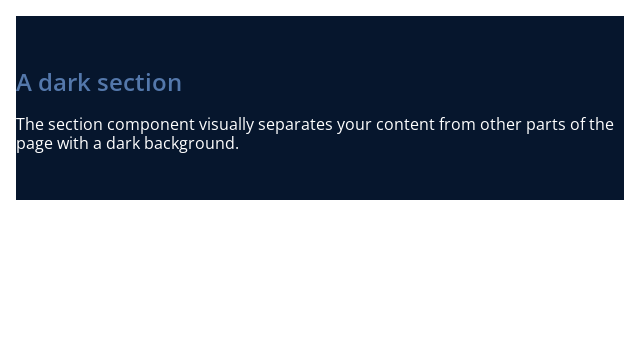 A dark section
The section component visually separates your content from other parts of the
page with a dark background.